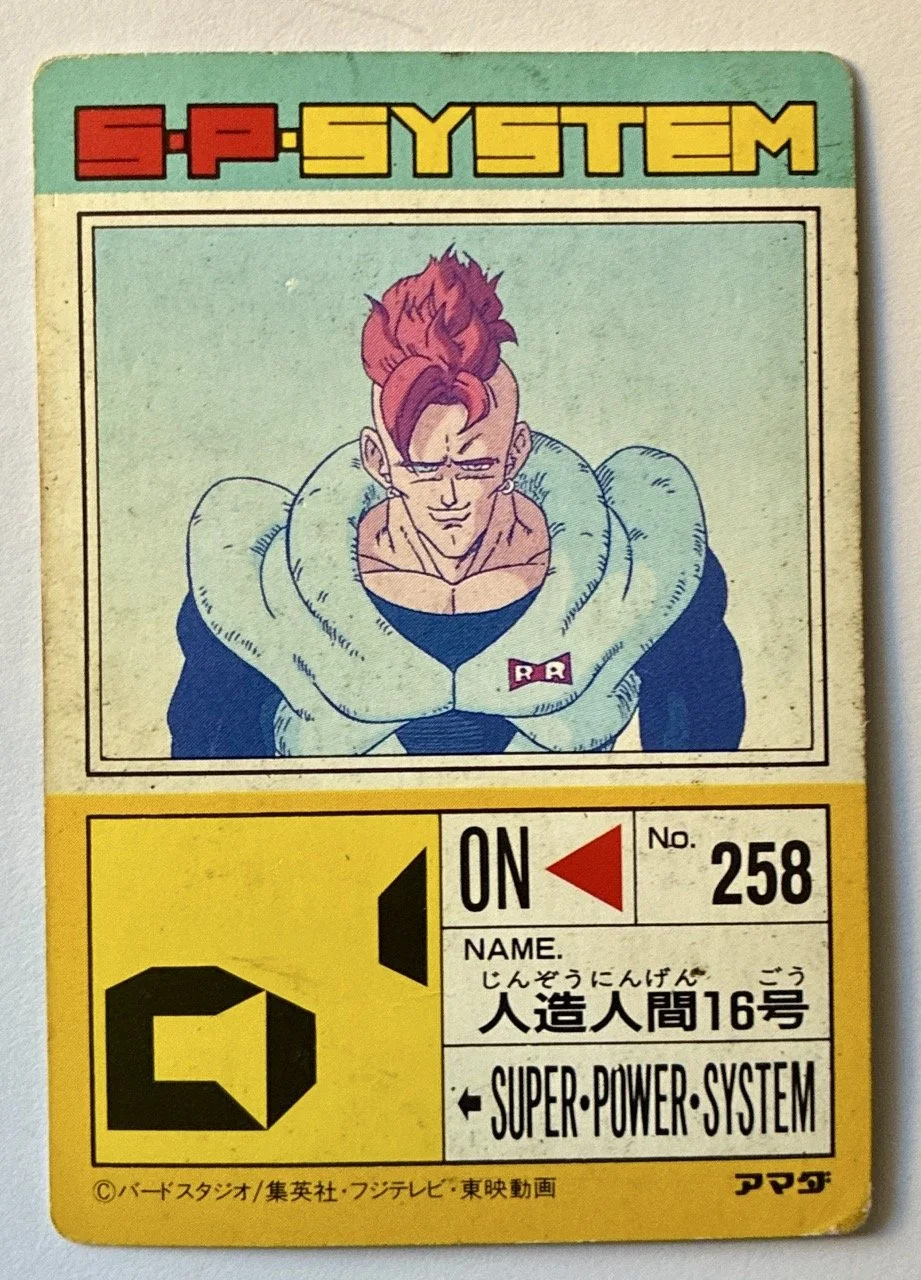 S・P・SYSTEM
RR
ON
No. 258
NAME.
じんぞうにんげん ごう
人造人間16号
←SUPER・POWER・SYSTEM
©バードスタジオ/集英社・フジテレビ・東映動画
アマダ